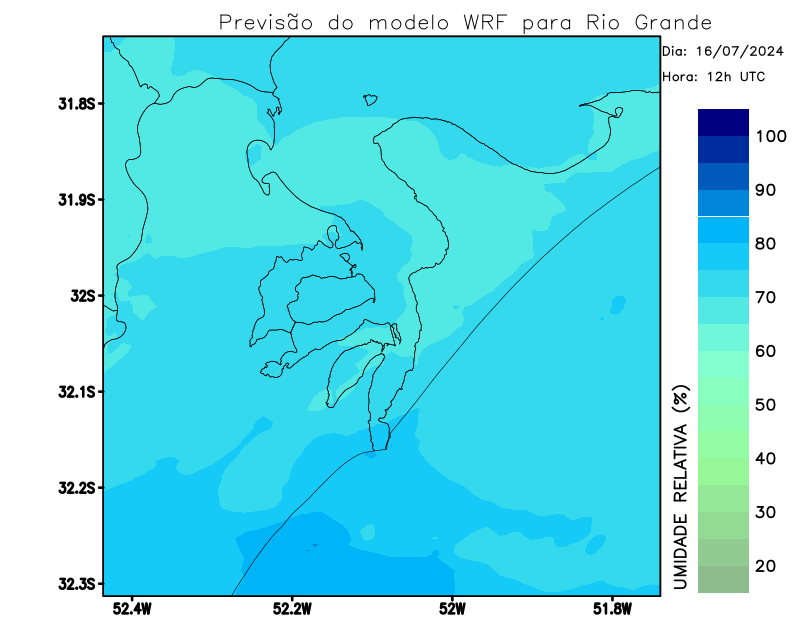 Previsão do modelo WRF para Rio Grande
Dia: 16/07/2024
Hora: 12h UTC
31.8S
31.9S
32S
32.1S
32.2S
32.3S
52.4W
52.2W
52W
51.8W
100
90
80
70
60
50
40
30
20
UMIDADE RELATIVA (%)